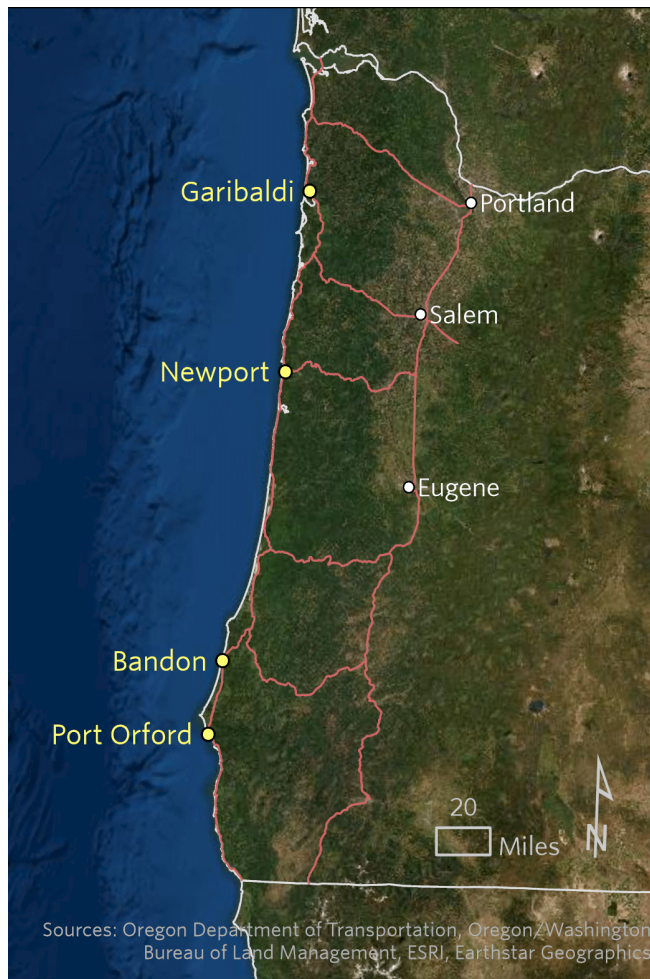 Garibaldi
Portland
Salem
Newport
Eugene
Bandon
Port Orford
20
Miles
N
Sources: Oregon Department of Transportation, Oregon/Washington
Bureau of Land Management, ESRI, Earthstar Geographics